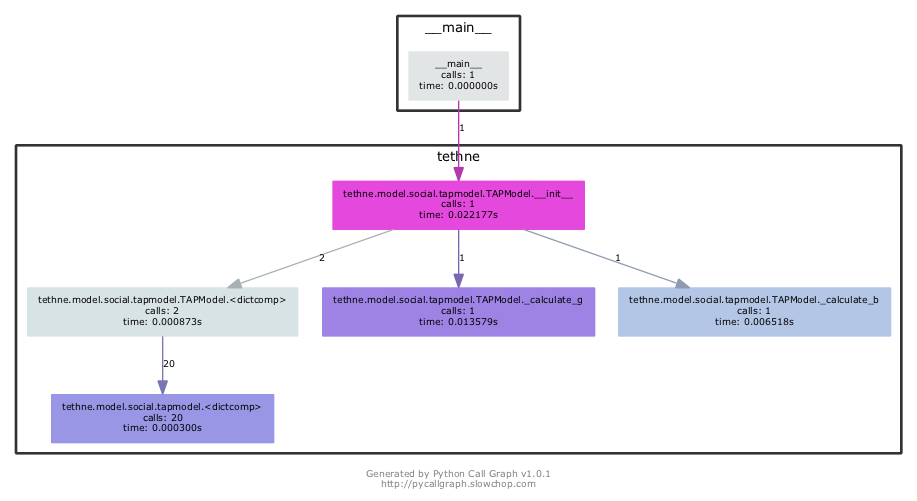 __main__
__main__
calls: 1
time: 0.000000s
1
tethne
tethne.model.social.tapmodel.TAPModel.__init__
calls: 1
time: 0.022177s
2
1
1
tethne.model.social.tapmodel.TAPModel.<dictcomp>
calls: 2
time: 0.000873s
tethne.model.social.tapmodel.TAPModel._calculate_g
calls: 1
time: 0.013579s
tethne.model.social.tapmodel.TAPModel._calculate_b
calls: 1
time: 0.006518s
20
tethne.model.social.tapmodel.<dictcomp>
calls: 20
time: 0.000300s
Generated by Python Call Graph v1.0.1
http://pycallgraph.slowchop.com